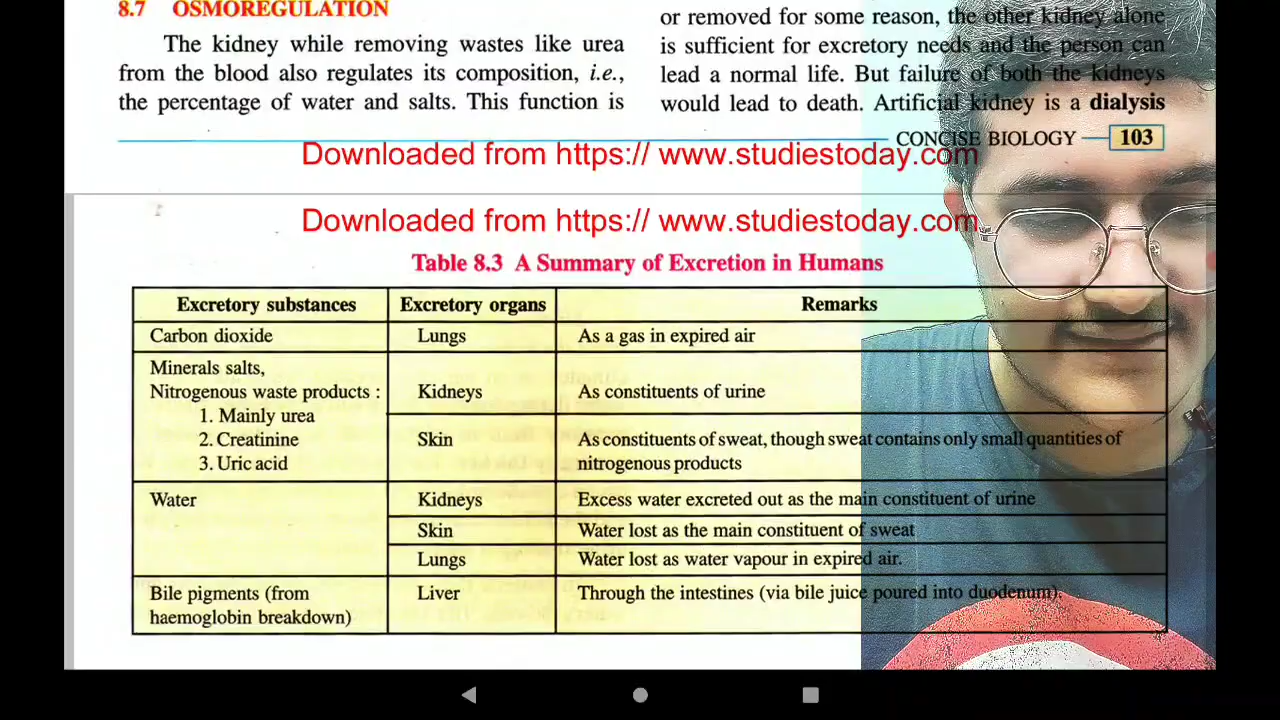 8.7 OSMOREGULATION
The kidney while removing wastes like urea
from the blood also regulates its composition, i.e.,
the percentage of water and salts. This function is
or removed for some reason, the other kidney alone
is sufficient for excretory needs and the person can
lead a normal life. But failure of both the kidneys
would lead to death. Artificial kidney is a dialysis
CONCISE BIOLOGY 103
Downloaded from https:// www.studiestoday.com
Downloaded from https:// www.studiestoday.com
Table 8.3 A Summary of Excretion in Humans
Excretory substances Excretory organs Remarks
Carbon dioxide Lungs As a gas in expired air
Minerals salts,
Nitrogenous waste products : Kidneys As constituents of urine
1. Mainly urea
2. Creatinine Skin As constituents of sweat, though sweat contains only small quantities of
3. Uric acid nitrogenous products
Water Kidneys Excess water excreted out as the main constituent of urine
Skin Water lost as the main constituent of sweat
Lungs Water lost as water vapour in expired air.
Bile pigments (from Liver Through the intestines (via bile juice poured into duodenum).
haemoglobin breakdown)